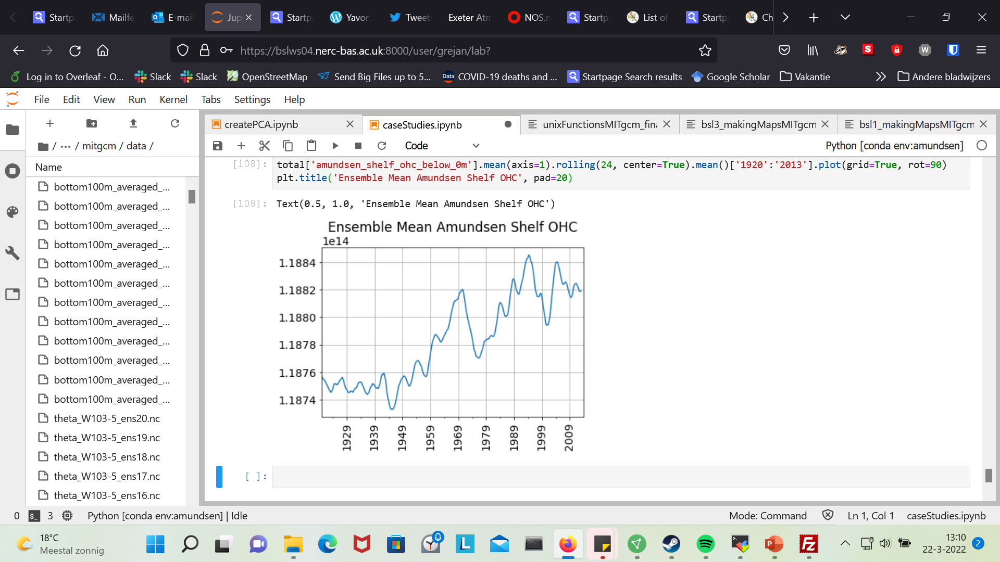 Startp
Mailfe
E-mail
Jup
Startp
Yavor
Tweet
Exeter Atm
NOS.n
Startp
List of
Startp
Ch
https://bslws04.nerc-bas.ac.uk:8000/user/grejan/lab?
Log in to Overleaf - O...
Slack
Slack
OpenStreetMap
Send Big Files up to 5...
Data
COVID-19 deaths and ...
Startpage Search results
Google Scholar
Vakantie
Andere bladwijzers
File Edit View Run Kernel Tabs Settings Help
createPCA.ipynb
caseStudies.ipynb
unixFunctionsMITgcm_fin
bsl3_makingMapsMITgcm
bsl1_makingMapsMITgcm
/ ... / mitgcm / data /
Code
Python [conda env:amundsen]
Name
bottom100m_averaged_...
bottom100m_averaged_...
bottom100m_averaged_...
bottom100m_averaged_...
bottom100m_averaged_...
bottom100m_averaged_...
bottom100m_averaged_...
bottom100m_averaged_...
bottom100m_averaged_...
bottom100m_averaged_...
bottom100m_averaged_...
bottom100m_averaged_...
theta_W103-5_ens20.nc
theta_W103-5_ens19.nc
theta_W103-5_ens18.nc
theta_W103-5_ens17.nc
theta_W103-5_ens16.nc
[108]: total['amundsen_shelf_ohc_below_0m'].mean(axis=1).rolling(24, center=True).mean()['1920':'2013'].plot(grid=True, rot=90)
plt.title('Ensemble Mean Amundsen Shelf OHC', pad=20)
[108]: Text(0.5, 1.0, 'Ensemble Mean Amundsen Shelf OHC')
Ensemble Mean Amundsen Shelf OHC
1e14
1.1884
1.1882
1.1880
1.1878
1.1876
1.1874
1929 1939 1949 1959 1969 1979 1989 1999 2009
[ ]:
0 3 Python [conda env:amundsen] | Idle
Mode: Command
Ln 1, Col 1
caseStudies.ipynb
18°C
Meestal zonnig
13:10
22-3-2022
2